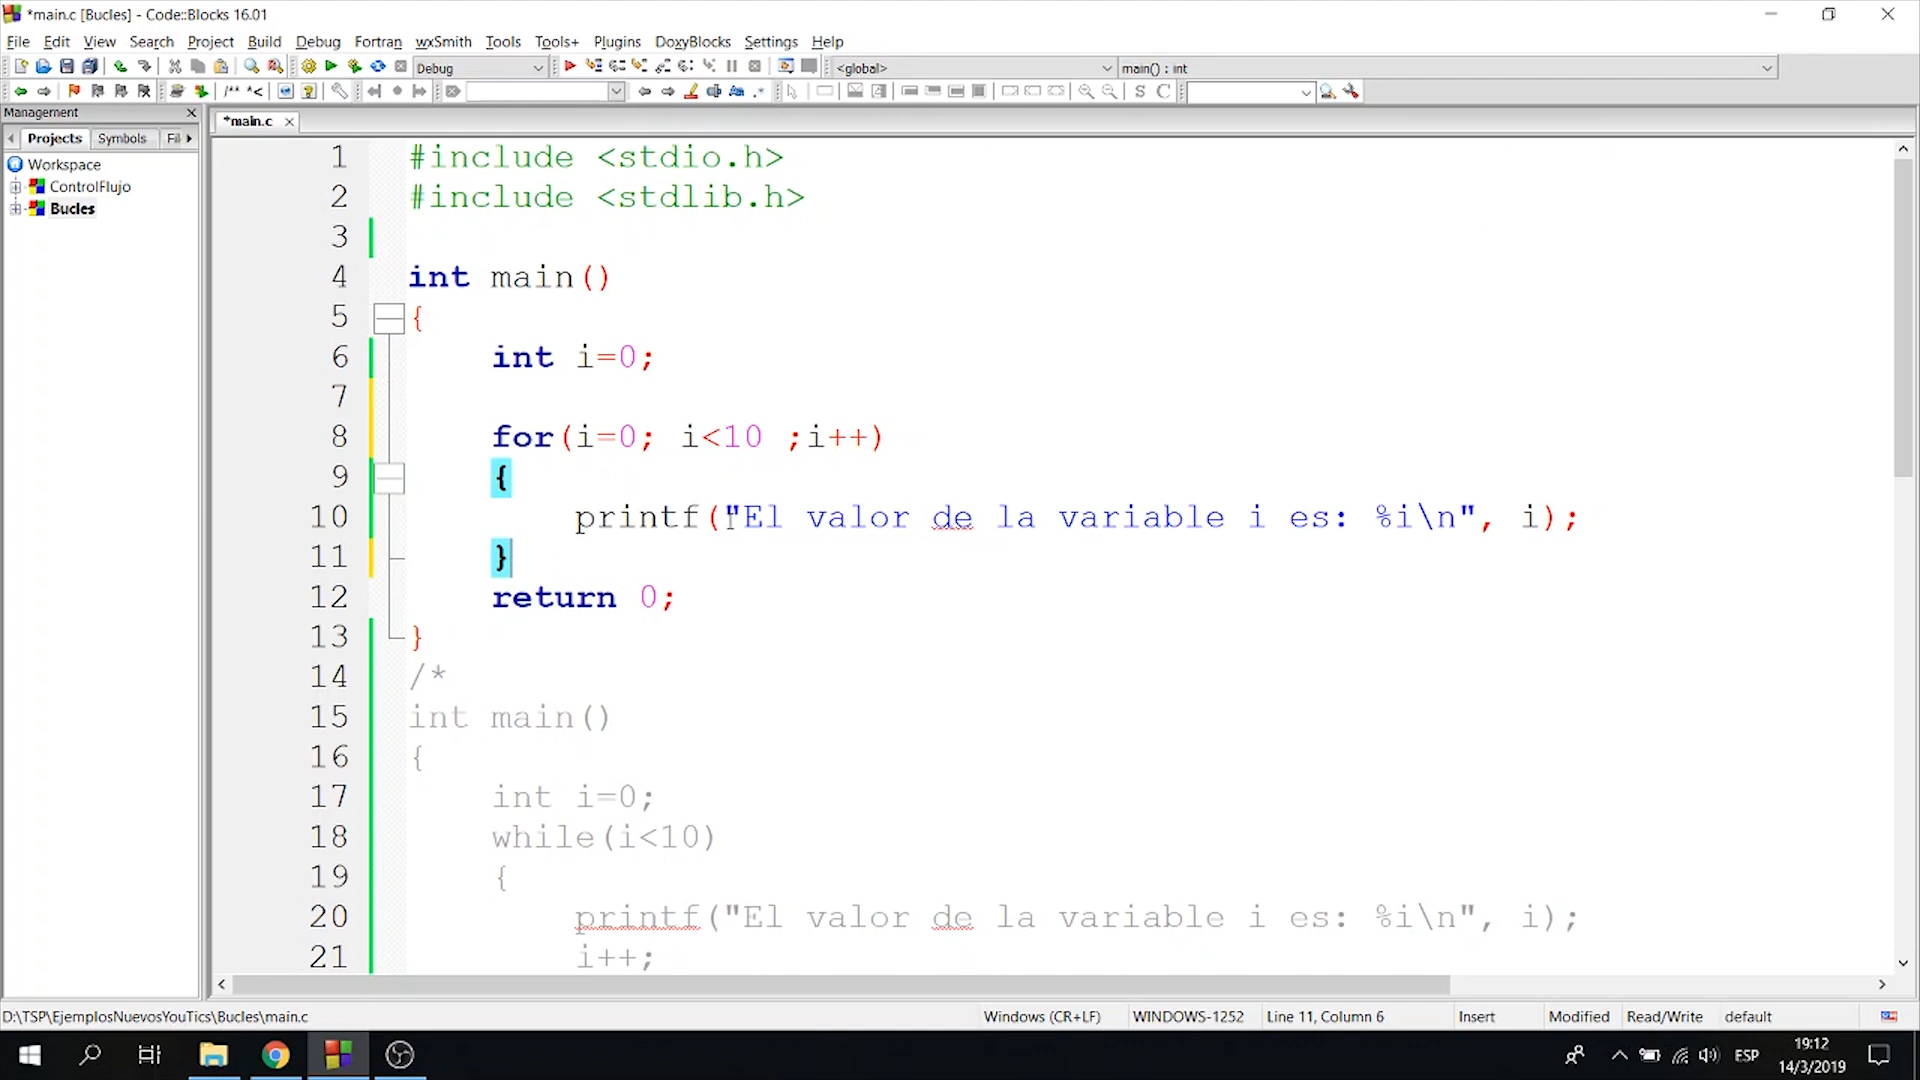 *main.c [Bucles] - Code::Blocks 16.01
File Edit View Search Project Build Debug Fortran wxSmith Tools Tools+ Plugins DoxyBlocks Settings Help
Debug <global> main() : int
/** *< S C
Management
*main.c
Projects Symbols Fil
Workspace
ControlFlujo
Bucles
1 #include <stdio.h>
2 #include <stdlib.h>
3
4 int main()
5 {
6 int i=0;
7
8 for(i=0; i<10 ;i++)
9 {
10 printf("El valor de la variable i es: %i\n", i);
11 }
12 return 0;
13 }
14 /*
15 int main()
16 {
17 int i=0;
18 while(i<10)
19 {
20 printf("El valor de la variable i es: %i\n", i);
21 i++;
D:\TSP\EjemplosNuevosYouTics\Bucles\main.c Windows (CR+LF) WINDOWS-1252 Line 11, Column 6 Insert Modified Read/Write default
ESP
19:12
14/3/2019